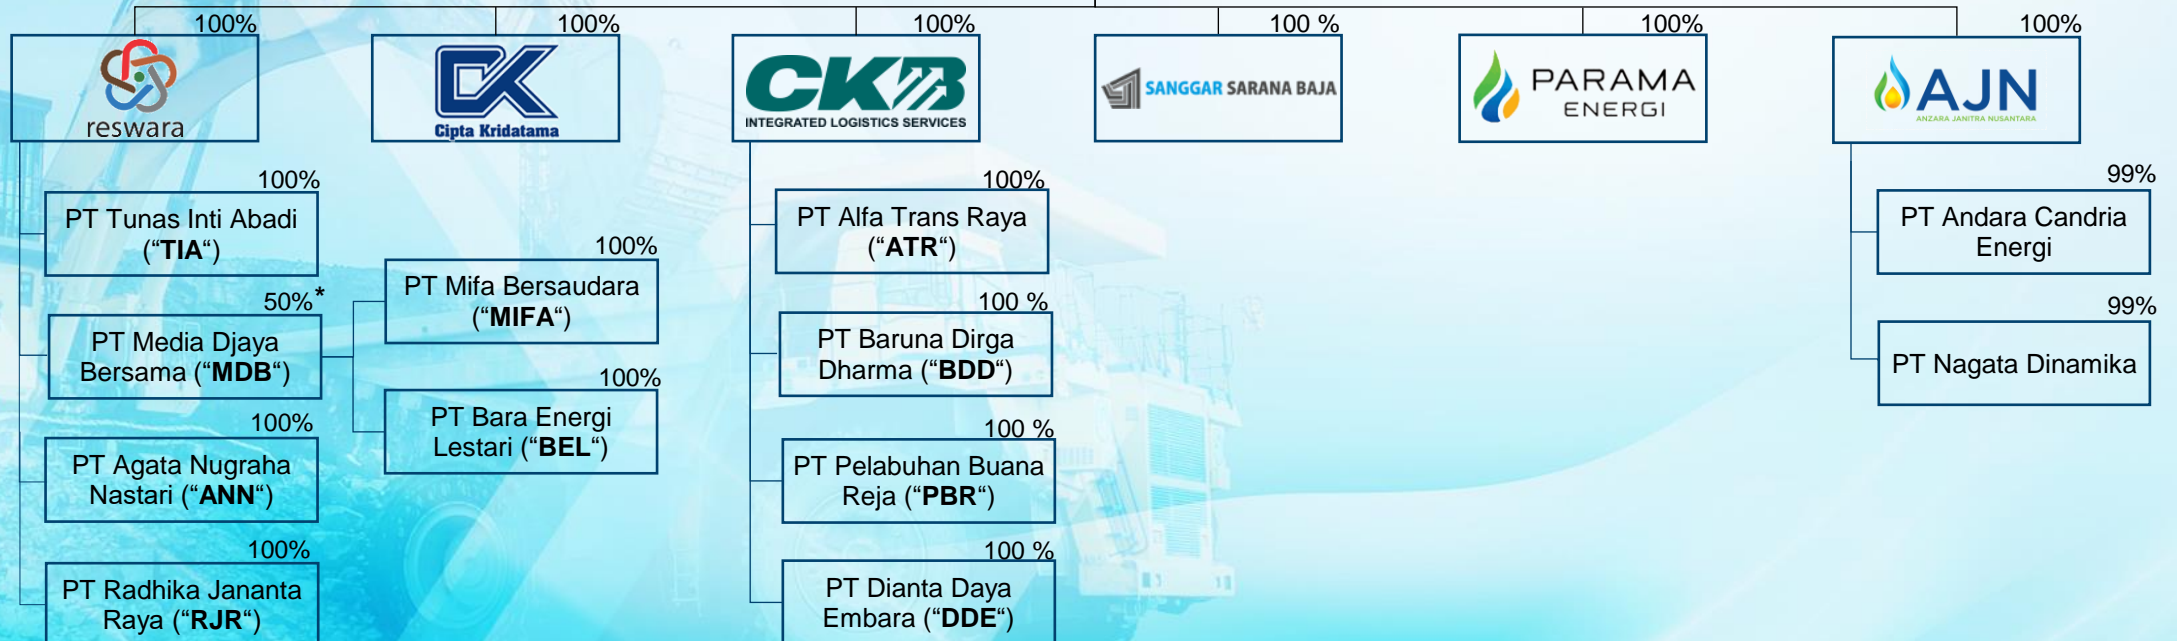 100%
100%
100%
100 %
100%
100%
reswara
CK
Cipta Kridatama
CKB
INTEGRATED LOGISTICS SERVICES
SANGGAR SARANA BAJA
PARAMA
ENERGI
AJN
ANZARA JANITRA NUSANTARA
100%
PT Tunas Inti Abadi
(“TIA“)
50%*
PT Media Djaya
Bersama (“MDB“)
100%
PT Agata Nugraha
Nastari (“ANN“)
100%
PT Radhika Jananta
Raya (“RJR“)
100%
PT Mifa Bersaudara
(“MIFA“)
100%
PT Bara Energi
Lestari (“BEL“)
100%
PT Alfa Trans Raya
(“ATR“)
100 %
PT Baruna Dirga
Dharma (“BDD“)
100 %
PT Pelabuhan Buana
Reja (“PBR“)
100 %
PT Dianta Daya
Embara (“DDE“)
99%
PT Andara Candria
Energi
99%
PT Nagata Dinamika